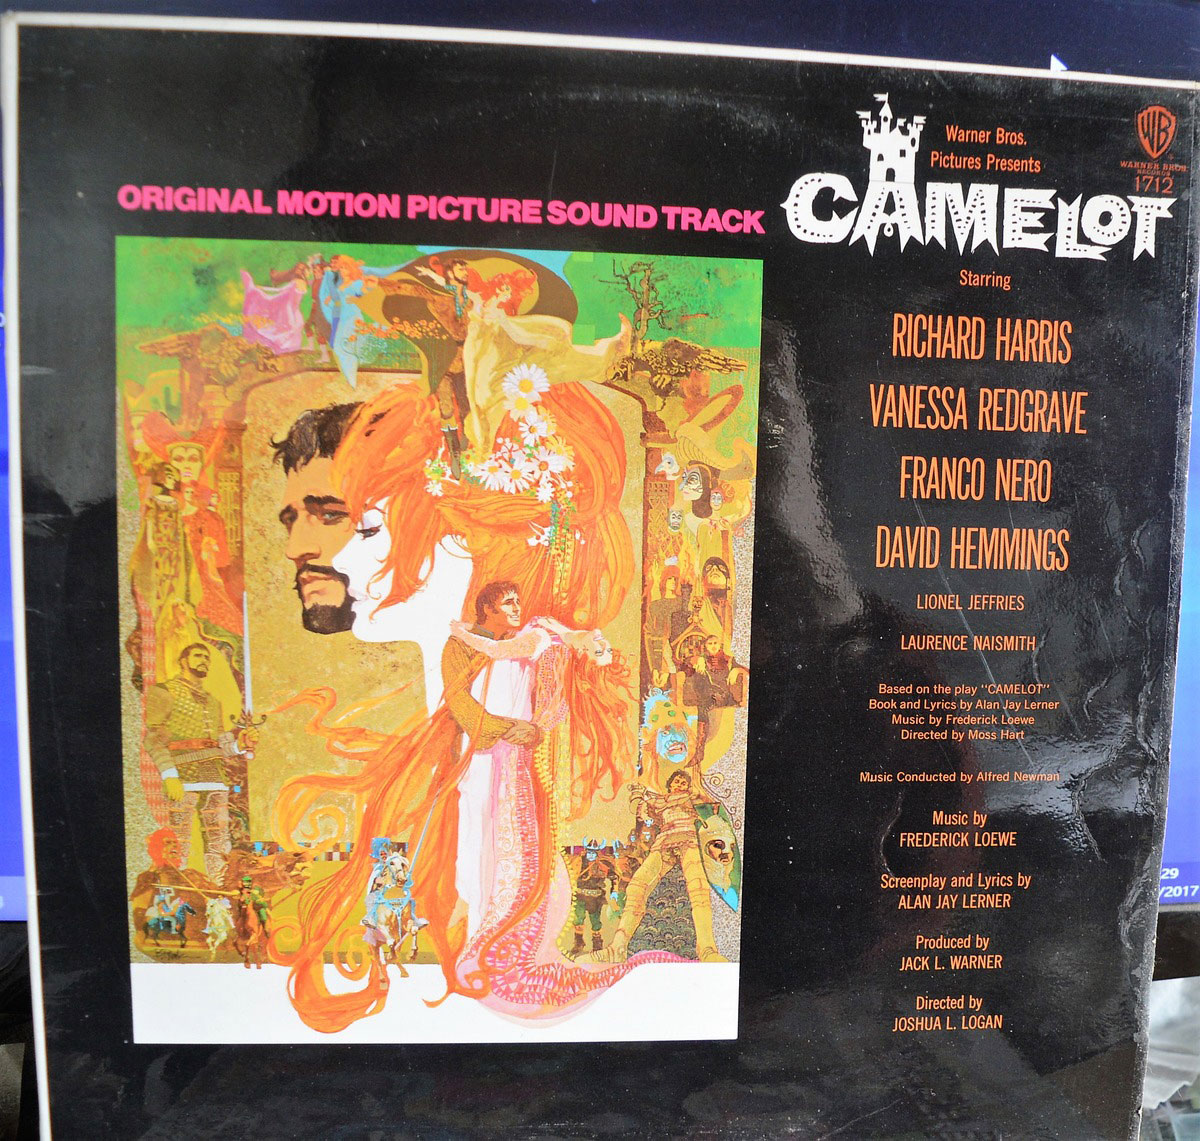 Warner Bros.
Pictures Presents
WB
WARNER BROS
RECORDS
1712
CAMELOT
ORIGINAL MOTION PICTURE SOUND TRACK
Starring
RICHARD HARRIS
VANESSA REDGRAVE
FRANCO NERO
DAVID HEMMINGS
LIONEL JEFFRIES
LAURENCE NAISMITH
Based on the play "CAMELOT"
Book and Lyrics by Alan Jay Lerner
Music by Frederick Loewe
Directed by Moss Hart
Music Conducted by Alfred Newman
Music by
FREDERICK LOEWE
Screenplay and Lyrics by
ALAN JAY LERNER
Produced by
JACK L. WARNER
Directed by
JOSHUA L. LOGAN
29
/2017